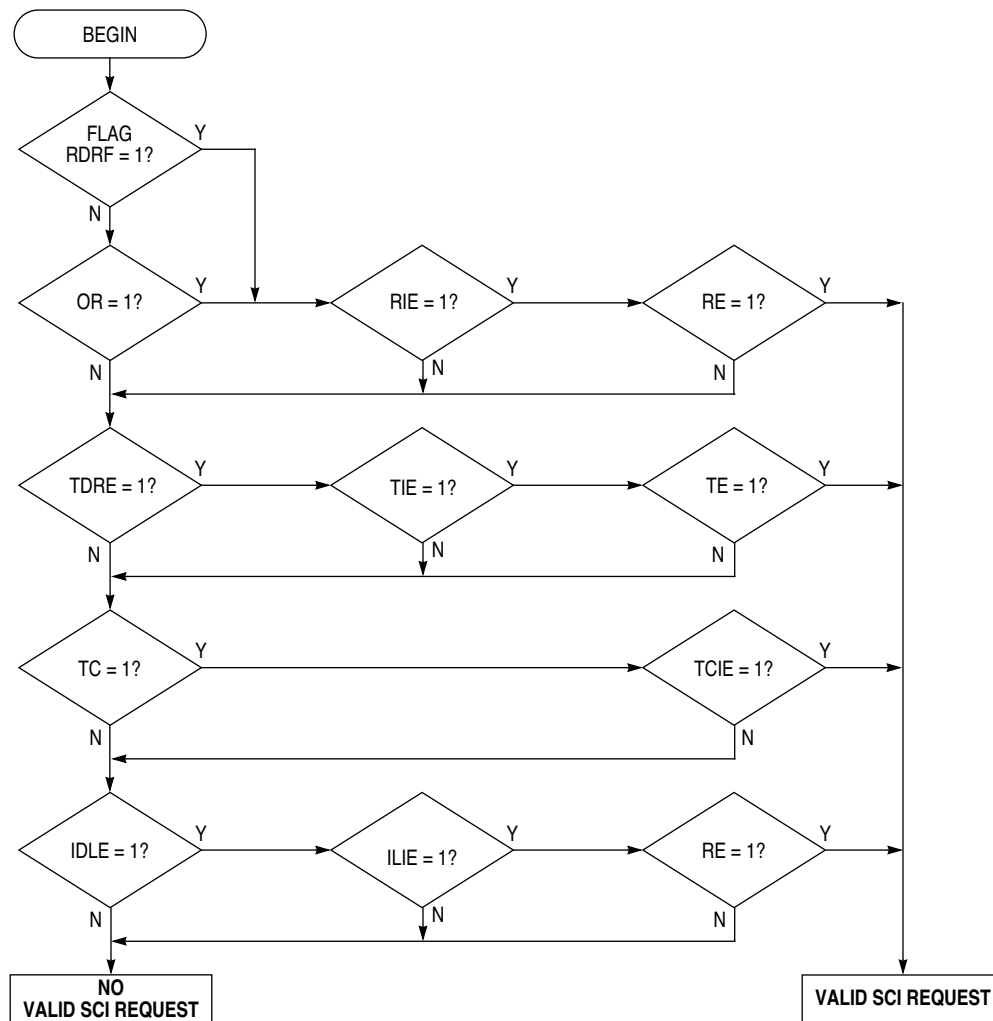 BEGIN
FLAG
RDRF = 1?
Y
N
OR = 1?
Y
RIE = 1?
Y
RE = 1?
Y
N
N
N
TDRE = 1?
Y
TIE = 1?
Y
TE = 1?
Y
N
N
N
TC = 1?
Y
TCIE = 1?
Y
N
N
IDLE = 1?
Y
ILIE = 1?
Y
RE = 1?
Y
N
N
N
NO
VALID SCI REQUEST
VALID SCI REQUEST